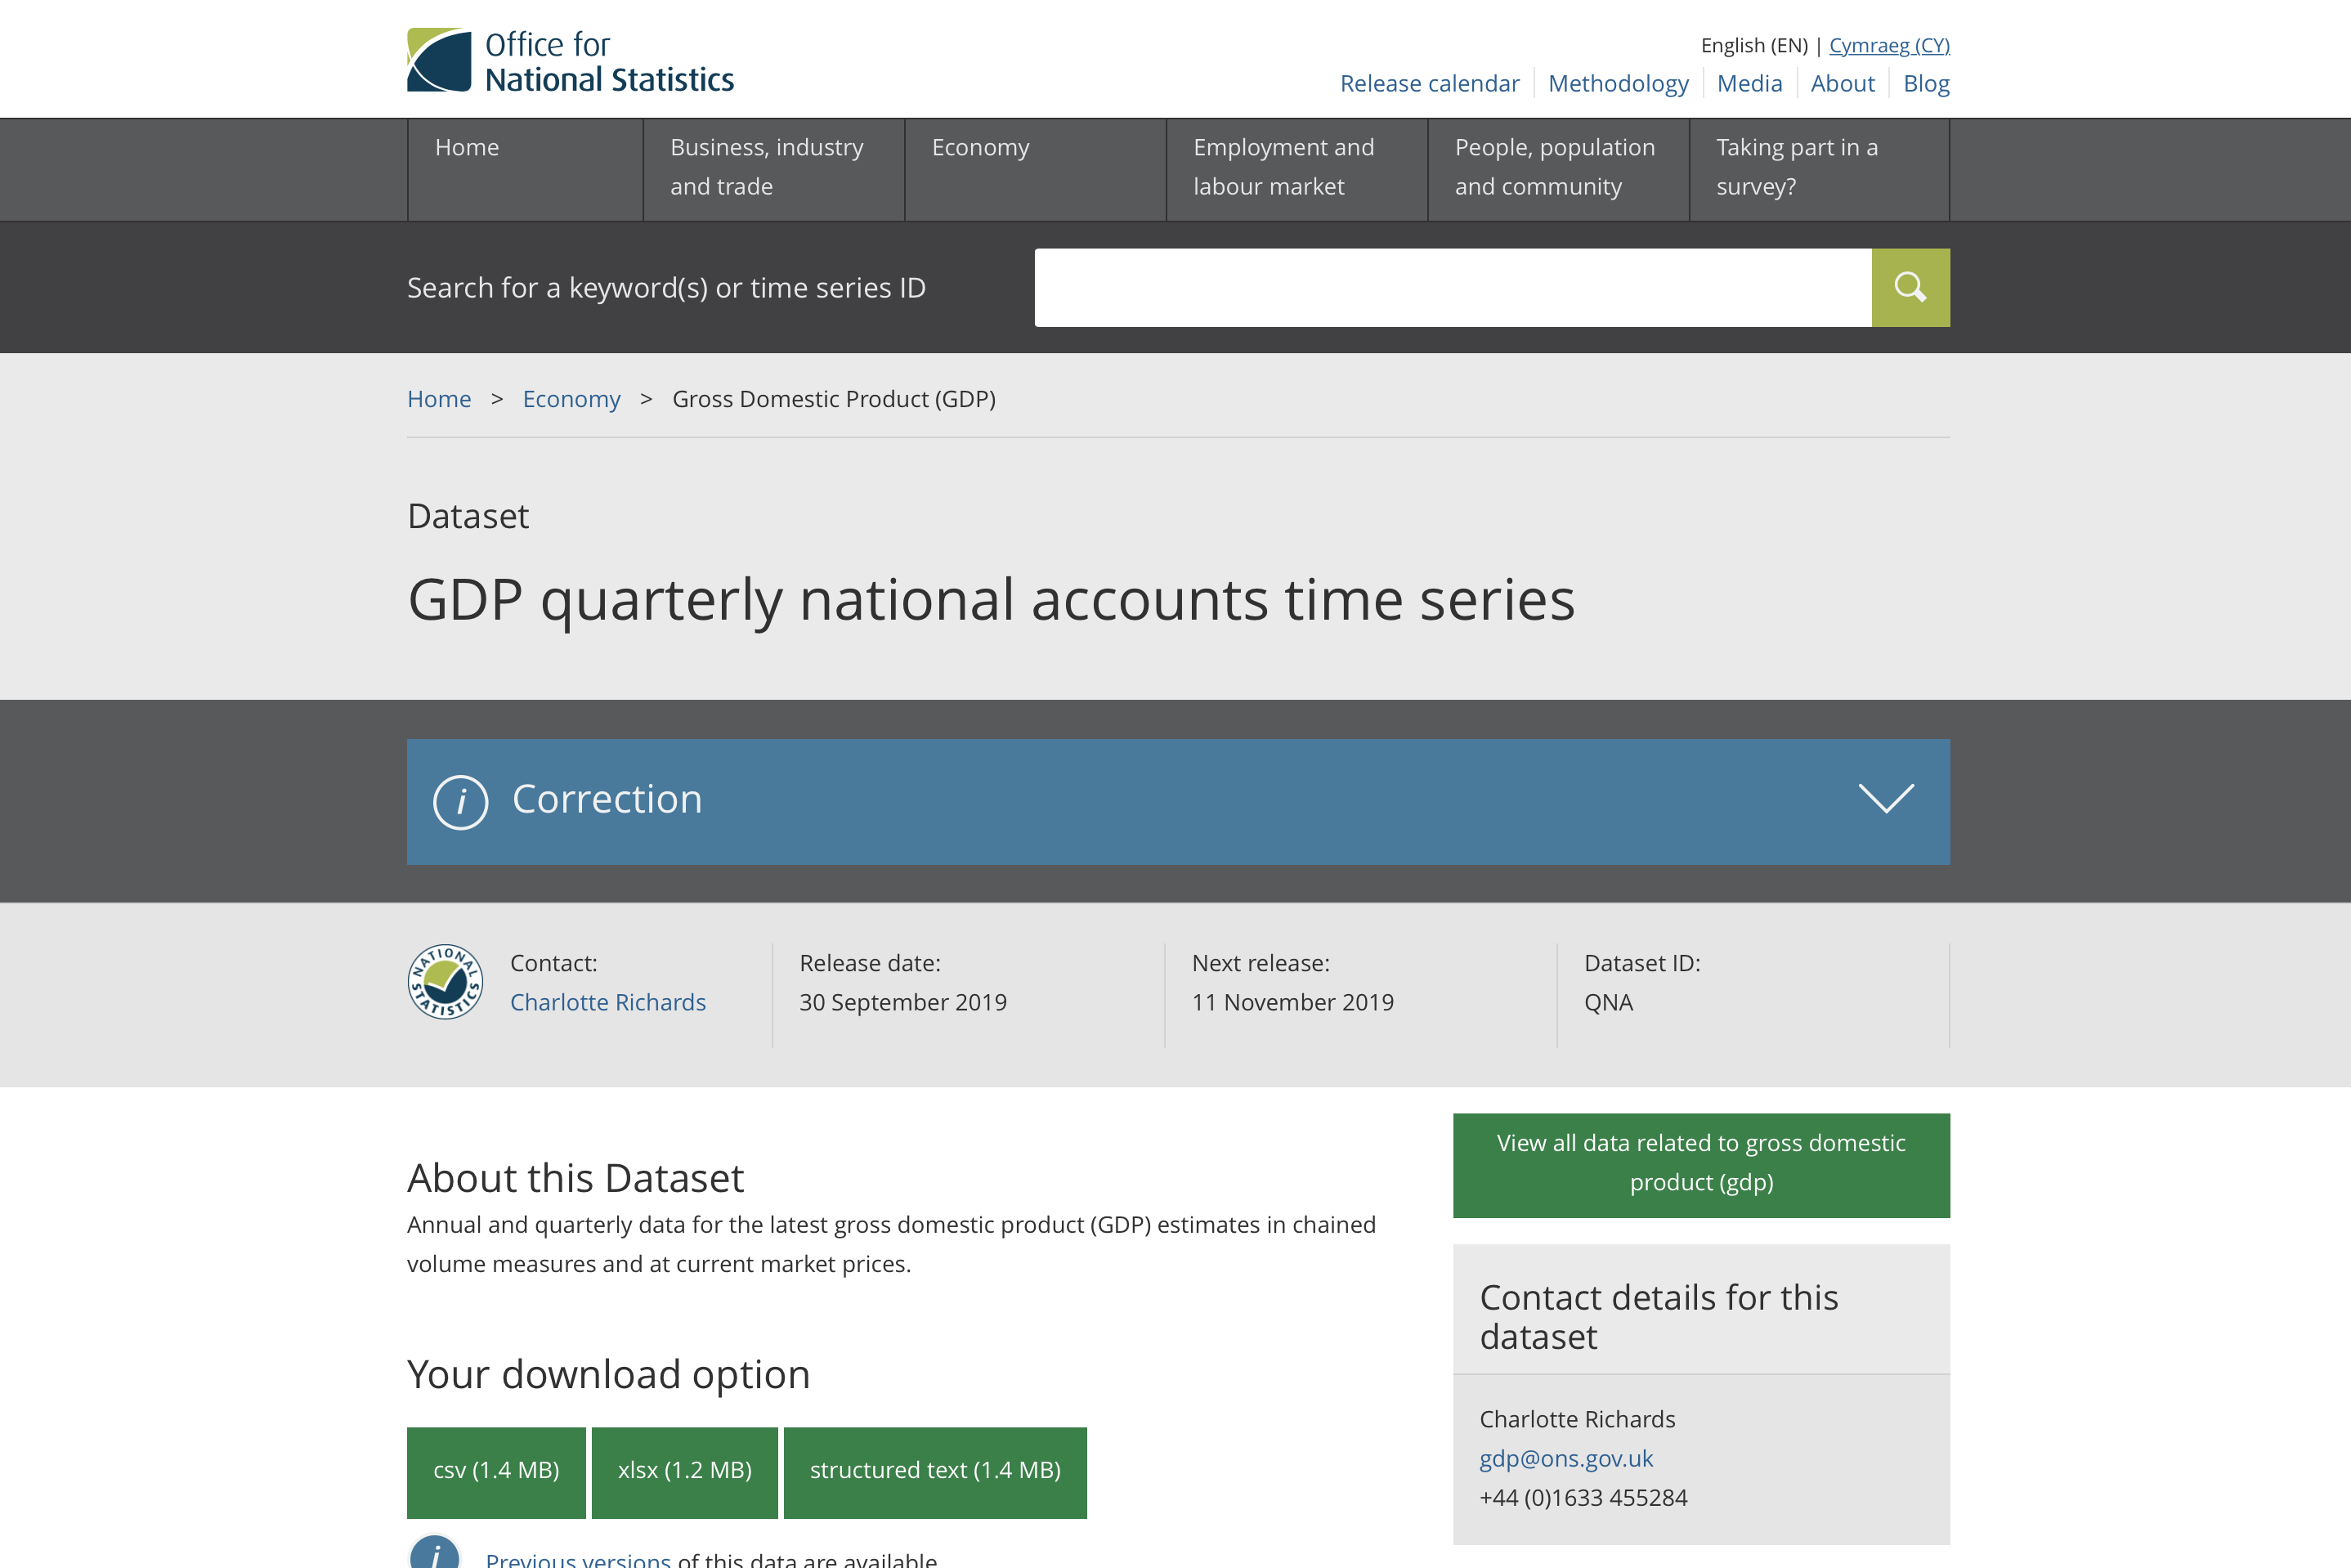 Office for
National Statistics
English (EN) | Cymraeg (CY)
Release calendar
Methodology
Media
About
Blog
Home
Business, industry
and trade
Economy
Employment and
labour market
People, population
and community
Taking part in a
survey?
Search for a keyword(s) or time series ID
Home > Economy > Gross Domestic Product (GDP)
Dataset
GDP quarterly national accounts time series
i Correction
NATIONAL STATISTICS
Contact:
Charlotte Richards
Release date:
30 September 2019
Next release:
11 November 2019
Dataset ID:
QNA
About this Dataset
Annual and quarterly data for the latest gross domestic product (GDP) estimates in chained
volume measures and at current market prices.
Your download option
csv (1.4 MB)
xlsx (1.2 MB)
structured text (1.4 MB)
i Previous versions of this data are available
View all data related to gross domestic
product (gdp)
Contact details for this
dataset
Charlotte Richards
gdp@ons.gov.uk
+44 (0)1633 455284